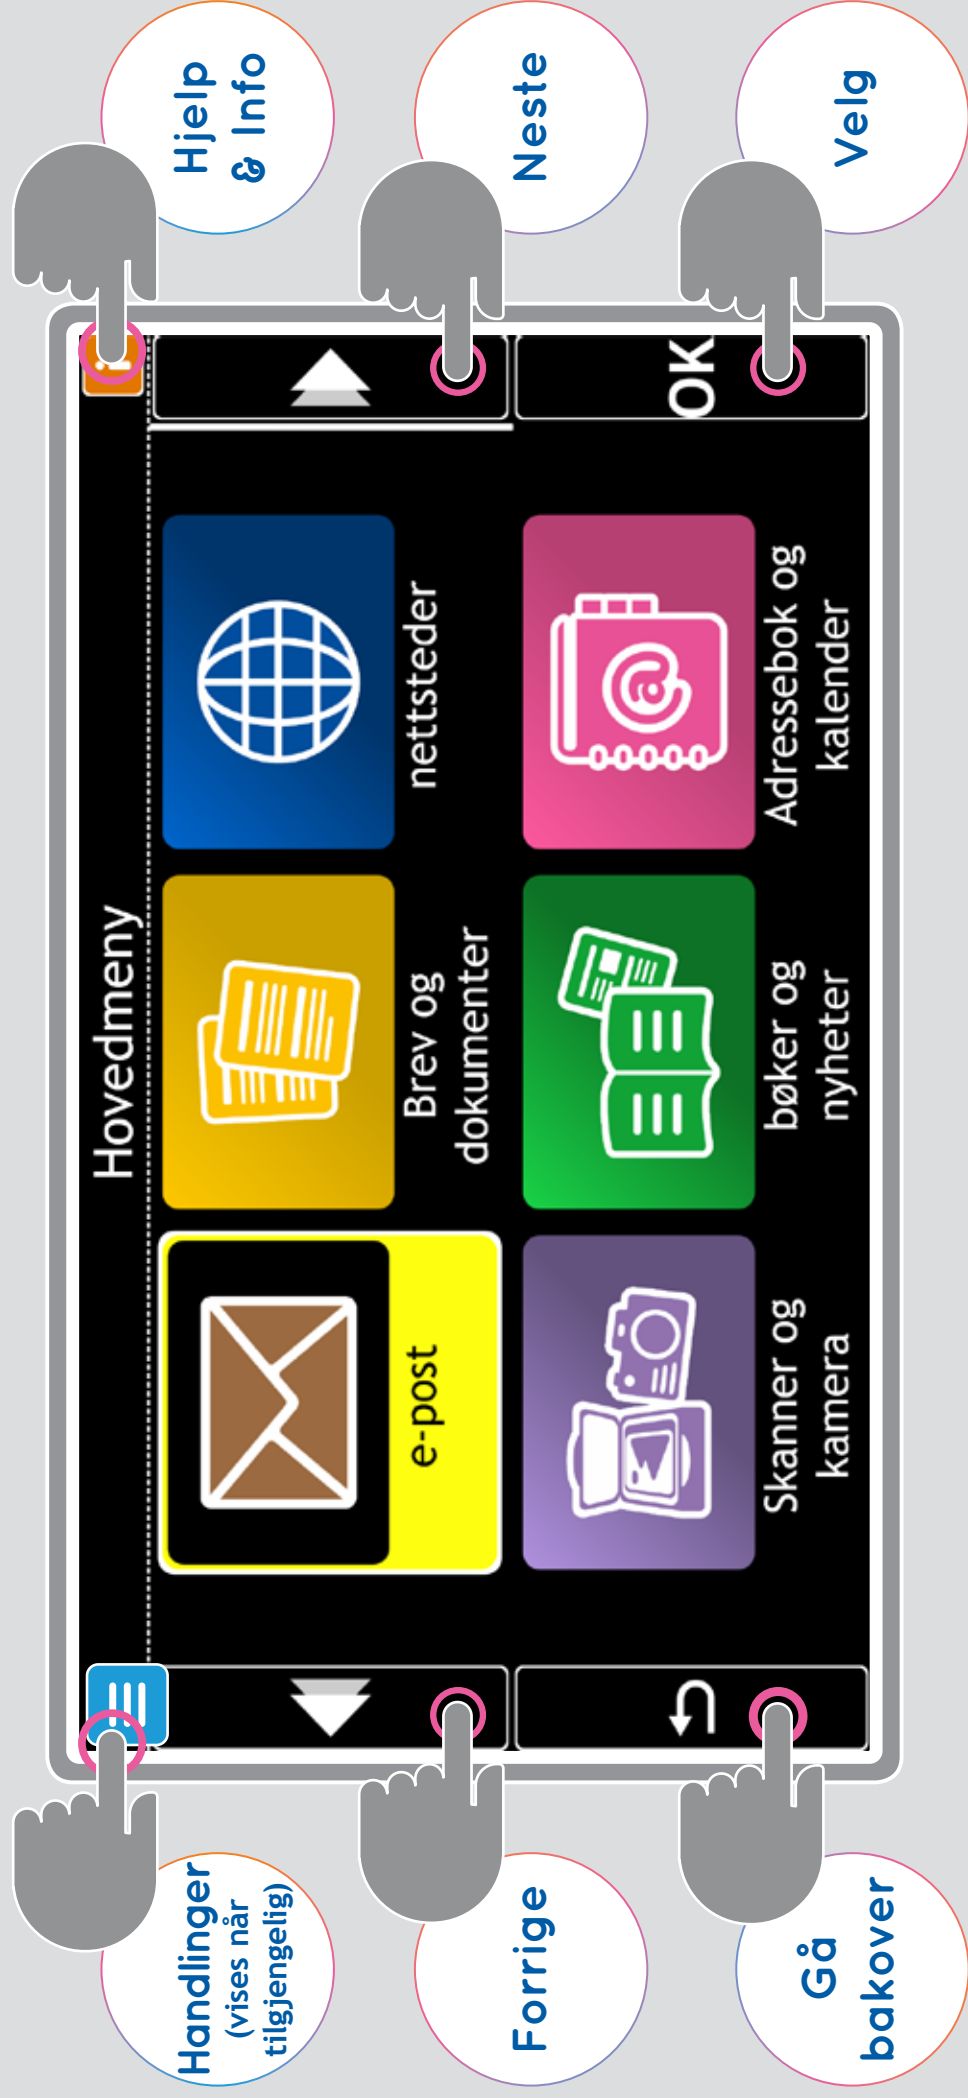 Hovedmeny
e-post
Brev og
dokumenter
nettsteder
Skanner og
kamera
bøker og
nyheter
Adressebok og
kalender
OK
Handlinger
(vises når
tilgjengelig)
Forrige
Gå
bakover
Hjelp
& Info
Neste
Velg